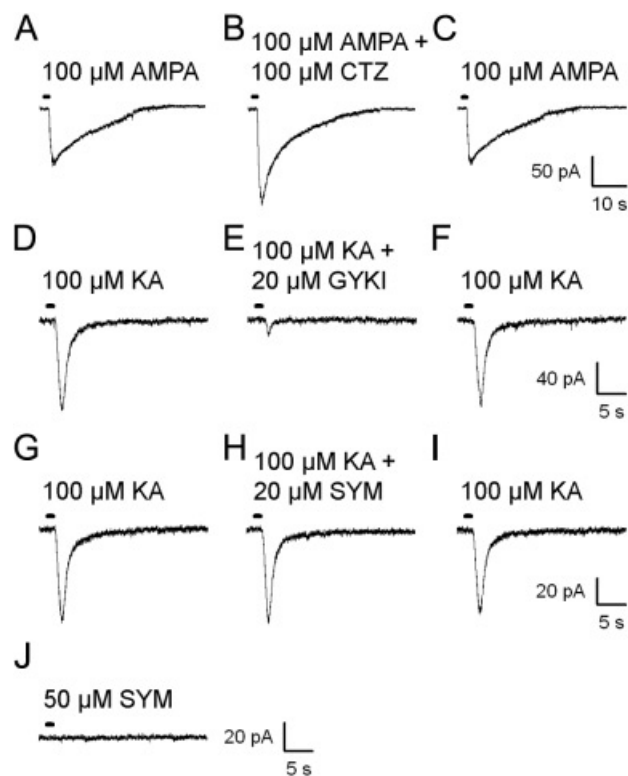 A
100 µM AMPA
B
100 µM AMPA +
100 µM CTZ
C
100 µM AMPA
50 pA
10 s
D
100 µM KA
E
100 µM KA +
20 µM GYKI
F
100 µM KA
40 pA
5 s
G
100 µM KA
H
100 µM KA +
20 µM SYM
I
100 µM KA
20 pA
5 s
J
50 µM SYM
20 pA
5 s